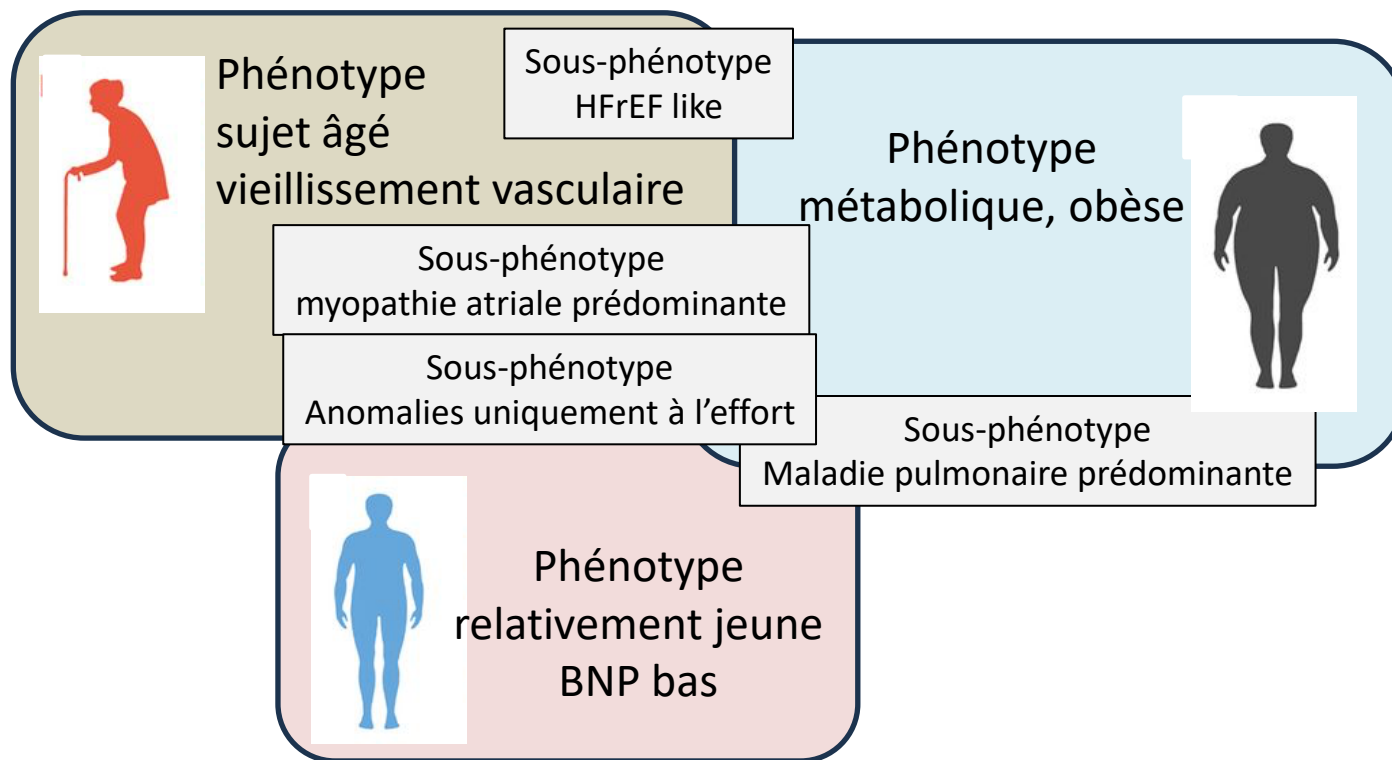 Phénotype
sujet âgé
vieillissement vasculaire
Sous-phénotype
HFrEF like
Phénotype
métabolique, obèse
Sous-phénotype
myopathie atriale prédominante
Sous-phénotype
Anomalies uniquement à l’effort
Sous-phénotype
Maladie pulmonaire prédominante
Phénotype
relativement jeune
BNP bas